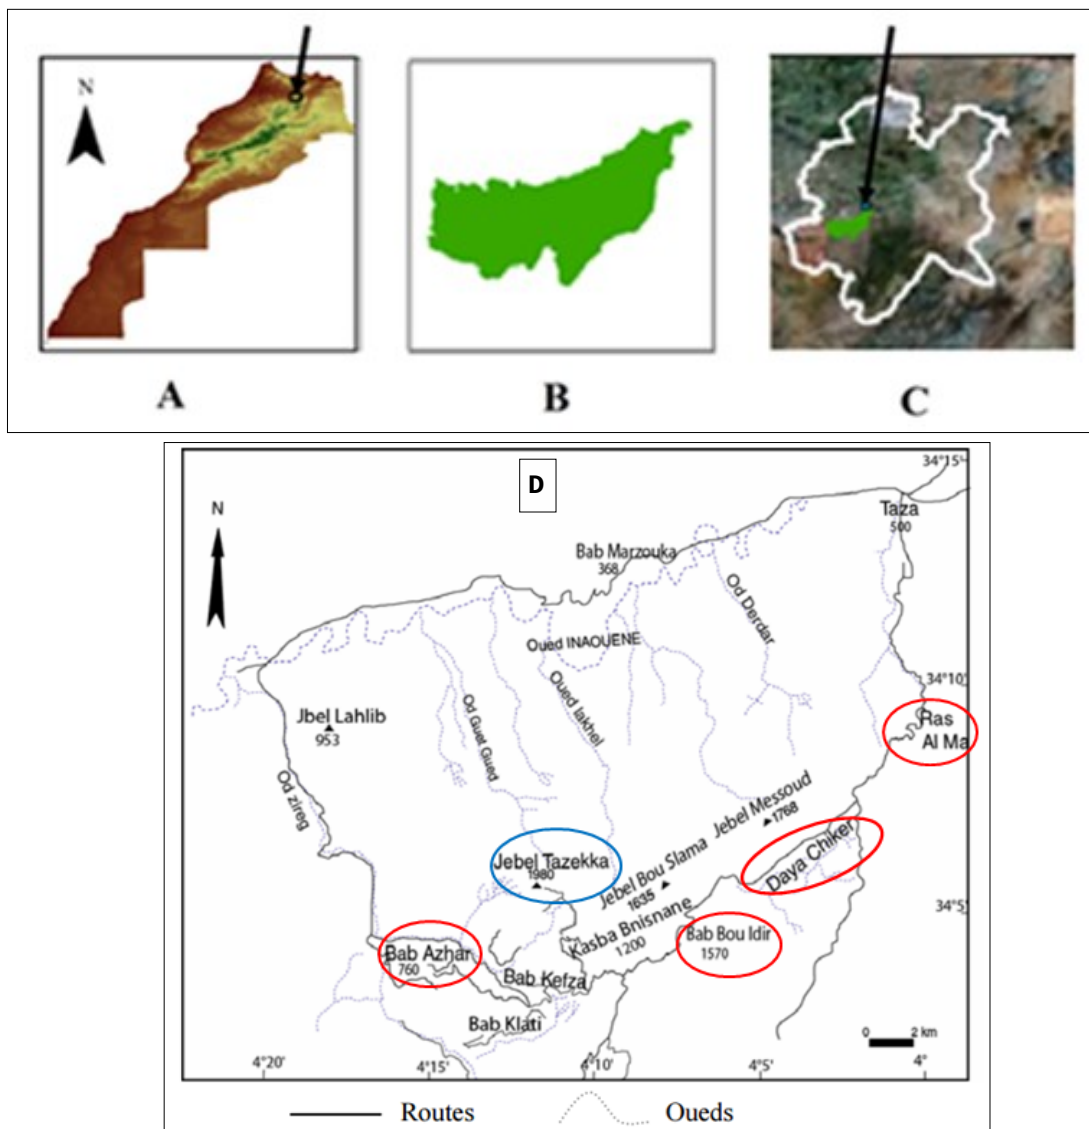 N
A
B
C
D
34°15'
N
Taza
500
Bab Marzouka
368
Od Derdar
Oued INAOUENE
Oued lakhel
34°10'
Ras
Al Ma
Jbel Lahlib
953
Od Guet Gued
Od zireg
Jebel Messoud
1768
Daya Chiker
Jebel Tazekka
1980
Jebel Bou Slama
1635
34°5'
Kasba Bnisnane
1200
Bab Bou Idir
1570
Bab Azhar
760
Bab Kefza
Bab Klati
0 2 km
4°20' 4°15' 4°10' 4°5' 4°
Routes Oueds